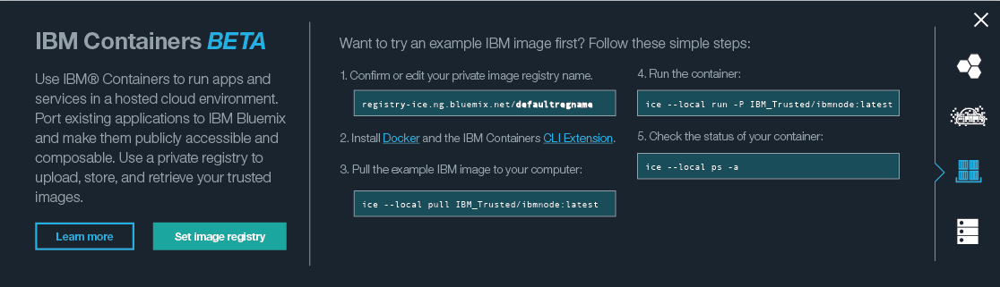 IBM Containers BETA
Use IBM® Containers to run apps and
services in a hosted cloud environment.
Port existing applications to IBM Bluemix
and make them publicly accessible and
composable. Use a private registry to
upload, store, and retrieve your trusted
images.
Learn more
Set image registry
Want to try an example IBM image first? Follow these simple steps:
1. Confirm or edit your private image registry name.
registry-ice.ng.bluemix.net/defaultregname
2. Install Docker and the IBM Containers CLI Extension.
3. Pull the example IBM image to your computer:
ice --local pull IBM_Trusted/ibmnode:latest
4. Run the container:
ice --local run -P IBM_Trusted/ibmnode:latest
5. Check the status of your container:
ice --local ps -a